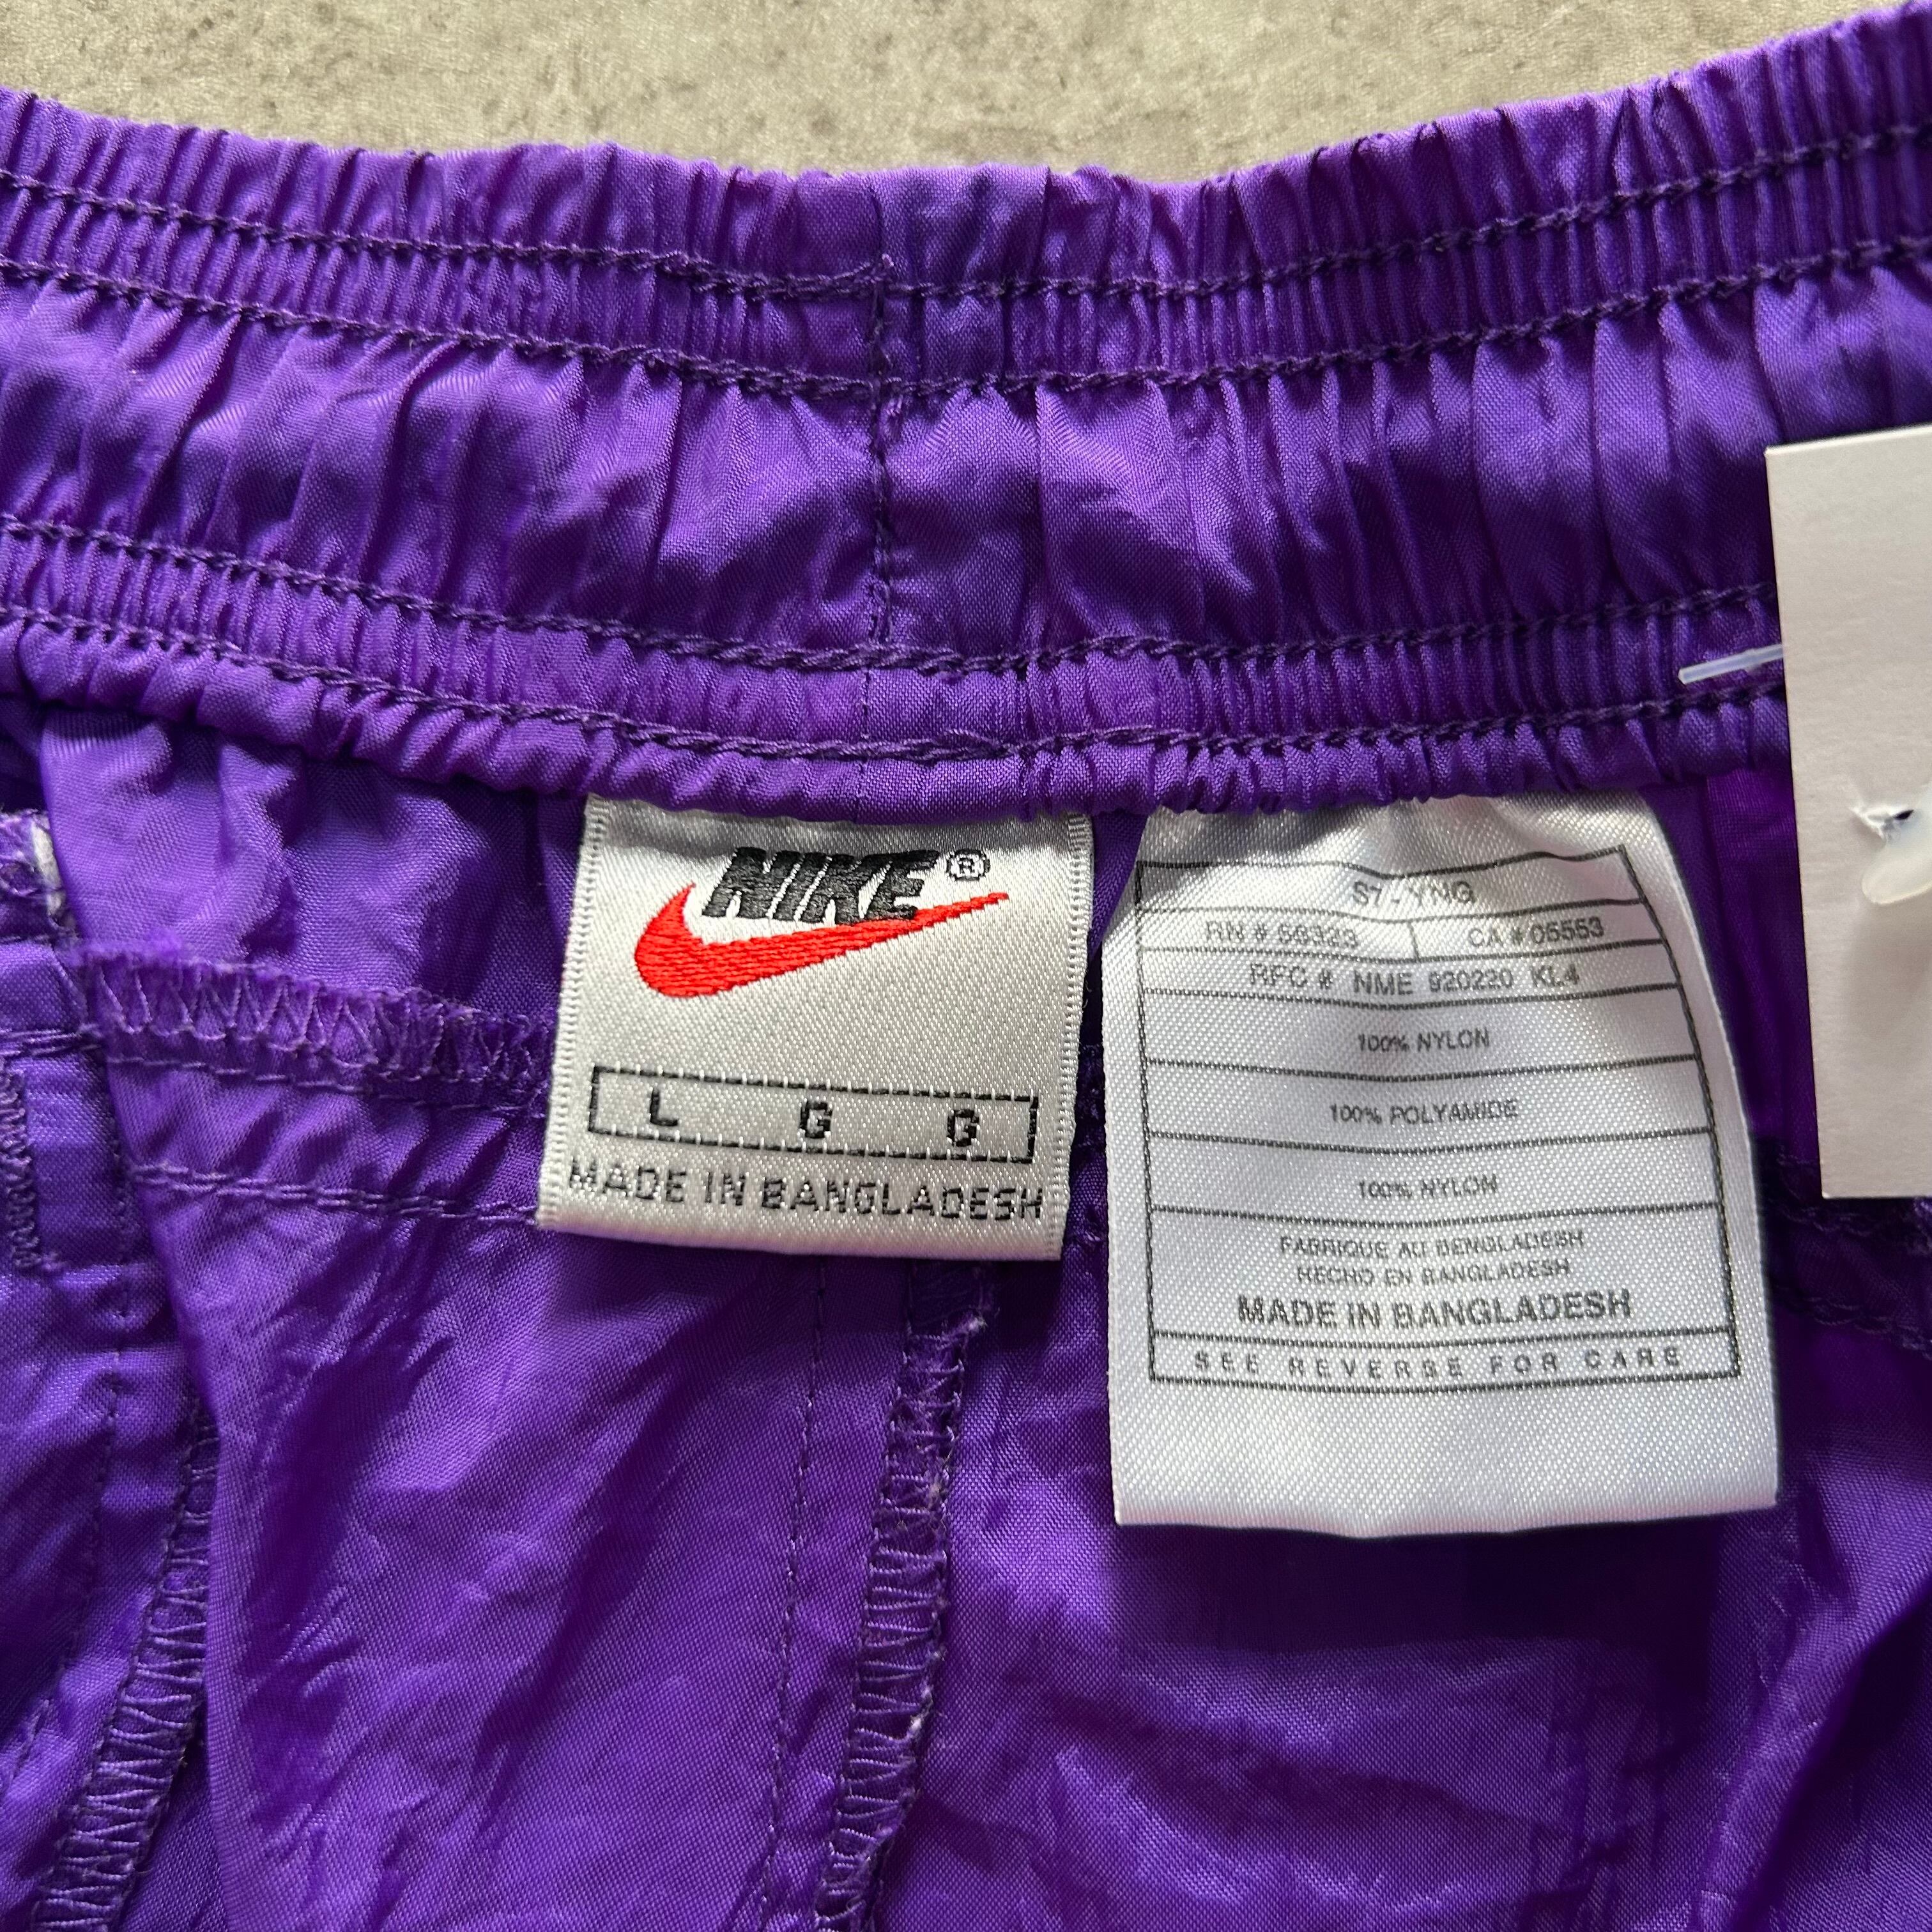 NIKE®
L G G
MADE IN BANGLADESH
S7 - YNG
RN # 56323 CA # 05553
RFC # NME 920220 KL4
100% NYLON
100% POLYAMIDE
100% NYLON
FABRIQUE AU BENGLADESH
HECHO EN BANGLADESH
MADE IN BANGLADESH
SEE REVERSE FOR CARE